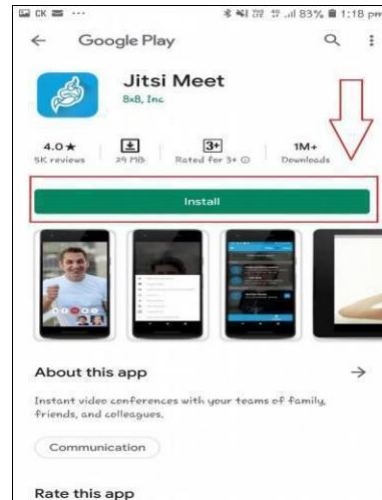 CK ··· 83% 1:18 pm
← Google Play
Jitsi Meet
8x8, Inc
4.0★ 3+ 1M+
5K reviews 29 MB Rated for 3+ Downloads
Install
About this app →
Instant video conferences with your teams of family,
friends, and colleagues.
Communication
Rate this app